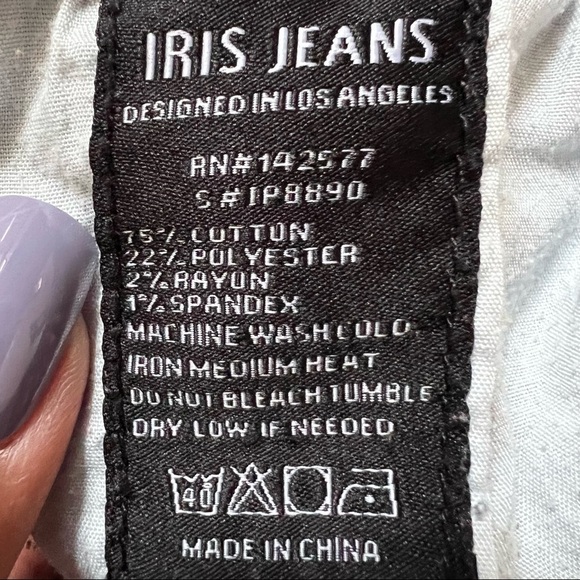 IRIS JEANS
DESIGNED IN LOS ANGELES
RN#142577
S#IP8890
75% COTTON
22% POLYESTER
2% RAYON
1% SPANDEX
MACHINE WASH COLD
IRON MEDIUM HEAT
DO NOT BLEACH TUMBLE
DRY LOW IF NEEDED
40
MADE IN CHINA